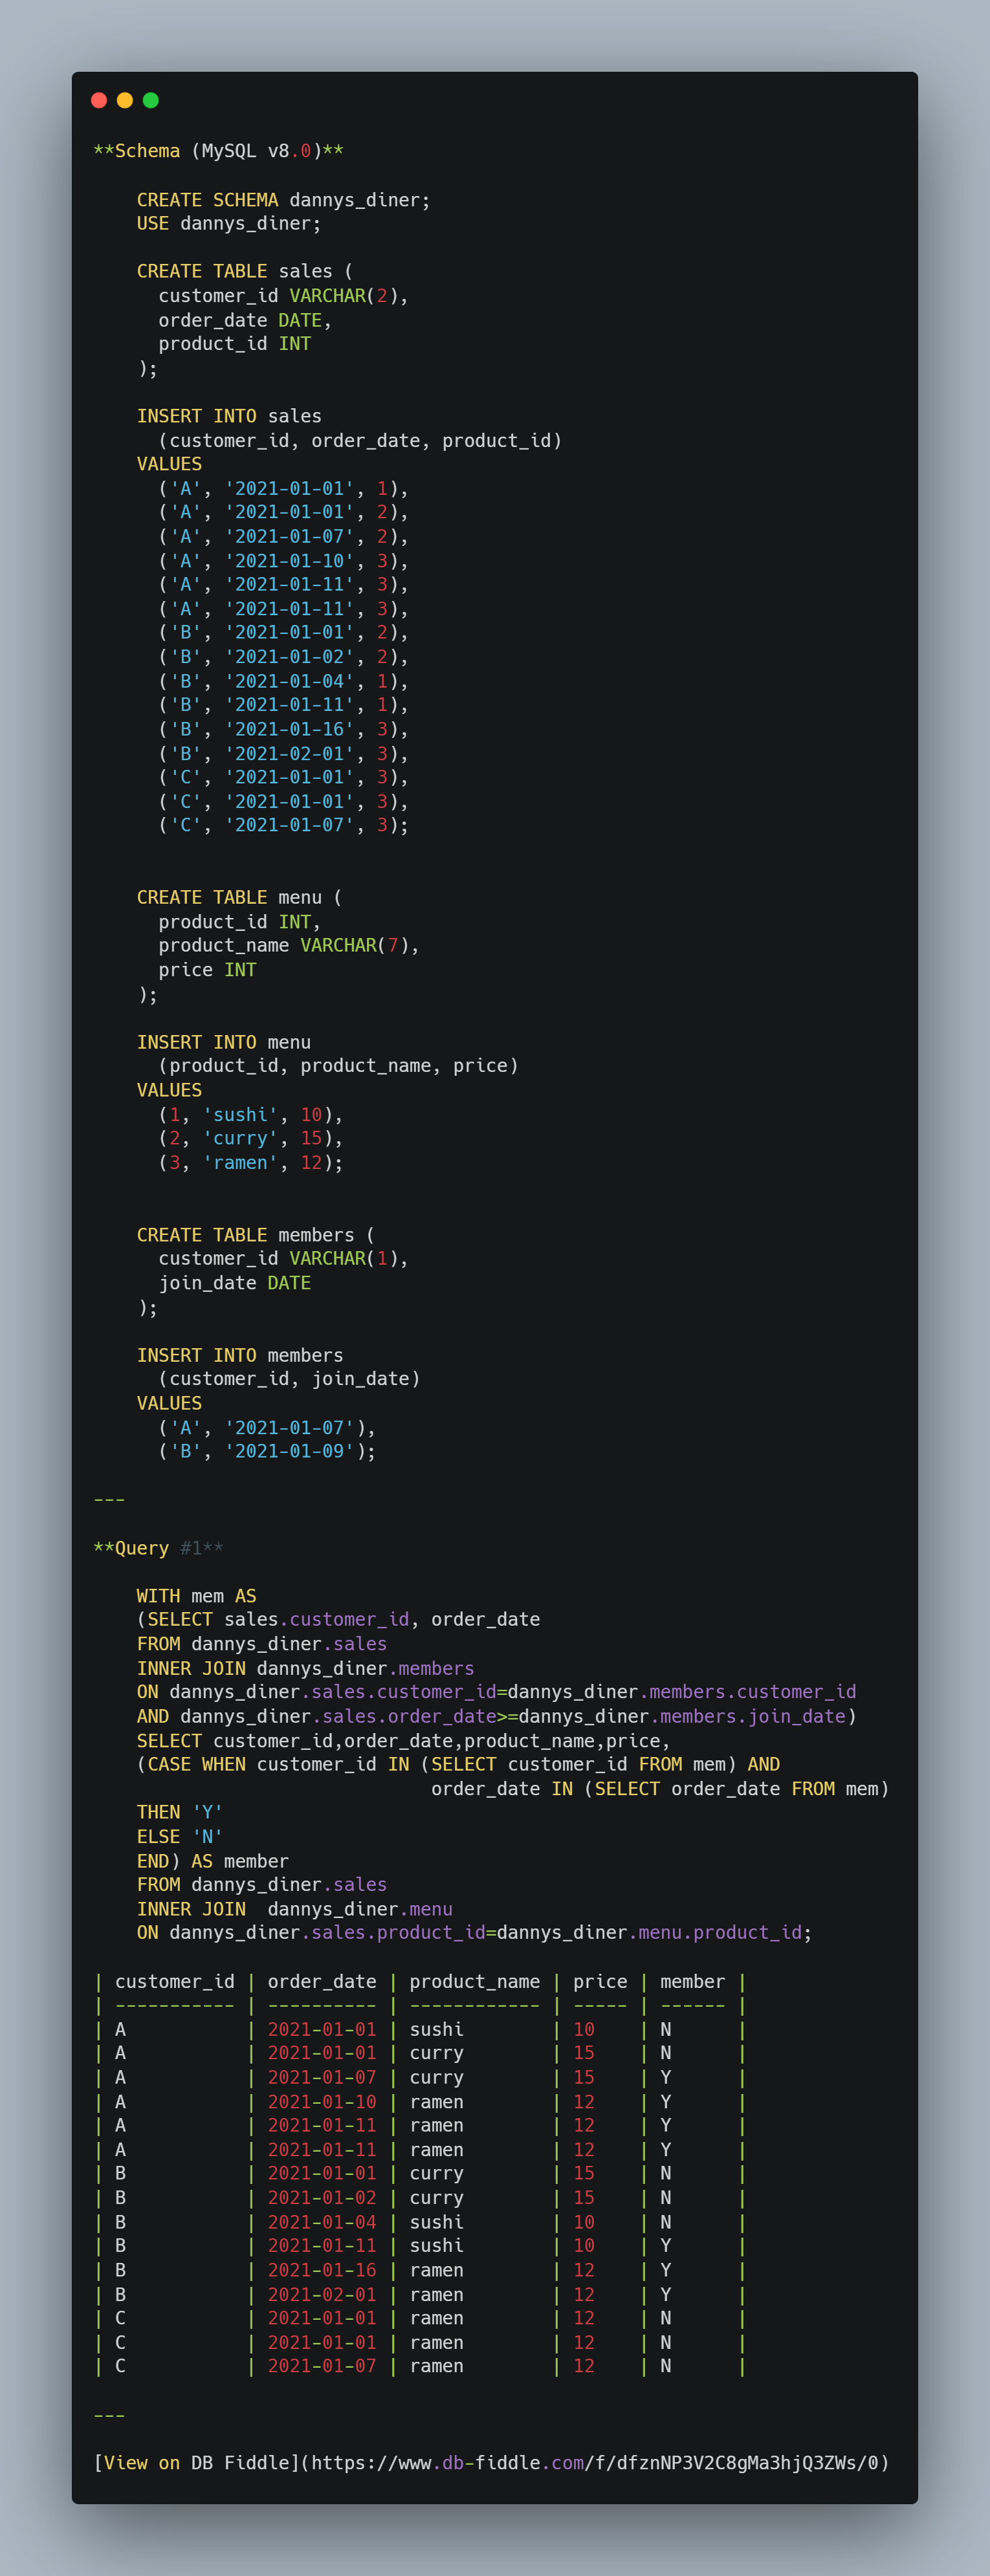 **Schema (MySQL v8.0)**
CREATE SCHEMA dannys_diner;
USE dannys_diner;
CREATE TABLE sales (
customer_id VARCHAR(2),
order_date DATE,
product_id INT
);
INSERT INTO sales
(customer_id, order_date, product_id)
VALUES
('A', '2021-01-01', 1),
('A', '2021-01-01', 2),
('A', '2021-01-07', 2),
('A', '2021-01-10', 3),
('A', '2021-01-11', 3),
('A', '2021-01-11', 3),
('B', '2021-01-01', 2),
('B', '2021-01-02', 2),
('B', '2021-01-04', 1),
('B', '2021-01-11', 1),
('B', '2021-01-16', 3),
('B', '2021-02-01', 3),
('C', '2021-01-01', 3),
('C', '2021-01-01', 3),
('C', '2021-01-07', 3);
CREATE TABLE menu (
product_id INT,
product_name VARCHAR(7),
price INT
);
INSERT INTO menu
(product_id, product_name, price)
VALUES
(1, 'sushi', 10),
(2, 'curry', 15),
(3, 'ramen', 12);
CREATE TABLE members (
customer_id VARCHAR(1),
join_date DATE
);
INSERT INTO members
(customer_id, join_date)
VALUES
('A', '2021-01-07'),
('B', '2021-01-09');
---
**Query #1**
WITH mem AS
(SELECT sales.customer_id, order_date
FROM dannys_diner.sales
INNER JOIN dannys_diner.members
ON dannys_diner.sales.customer_id=dannys_diner.members.customer_id
AND dannys_diner.sales.order_date>=dannys_diner.members.join_date)
SELECT customer_id,order_date,product_name,price,
(CASE WHEN customer_id IN (SELECT customer_id FROM mem) AND
order_date IN (SELECT order_date FROM mem)
THEN 'Y'
ELSE 'N'
END) AS member
FROM dannys_diner.sales
INNER JOIN  dannys_diner.menu
ON dannys_diner.sales.product_id=dannys_diner.menu.product_id;
| customer_id | order_date | product_name | price | member |
| ----------- | ---------- | ------------ | ----- | ------ |
| A           | 2021-01-01 | sushi        | 10    | N      |
| A           | 2021-01-01 | curry        | 15    | N      |
| A           | 2021-01-07 | curry        | 15    | Y      |
| A           | 2021-01-10 | ramen        | 12    | Y      |
| A           | 2021-01-11 | ramen        | 12    | Y      |
| A           | 2021-01-11 | ramen        | 12    | Y      |
| B           | 2021-01-01 | curry        | 15    | N      |
| B           | 2021-01-02 | curry        | 15    | N      |
| B           | 2021-01-04 | sushi        | 10    | N      |
| B           | 2021-01-11 | sushi        | 10    | Y      |
| B           | 2021-01-16 | ramen        | 12    | Y      |
| B           | 2021-02-01 | ramen        | 12    | Y      |
| C           | 2021-01-01 | ramen        | 12    | N      |
| C           | 2021-01-01 | ramen        | 12    | N      |
| C           | 2021-01-07 | ramen        | 12    | N      |
---
[View on DB Fiddle](https://www.db-fiddle.com/f/dfznNP3V2C8gMa3hjQ3ZWs/0)